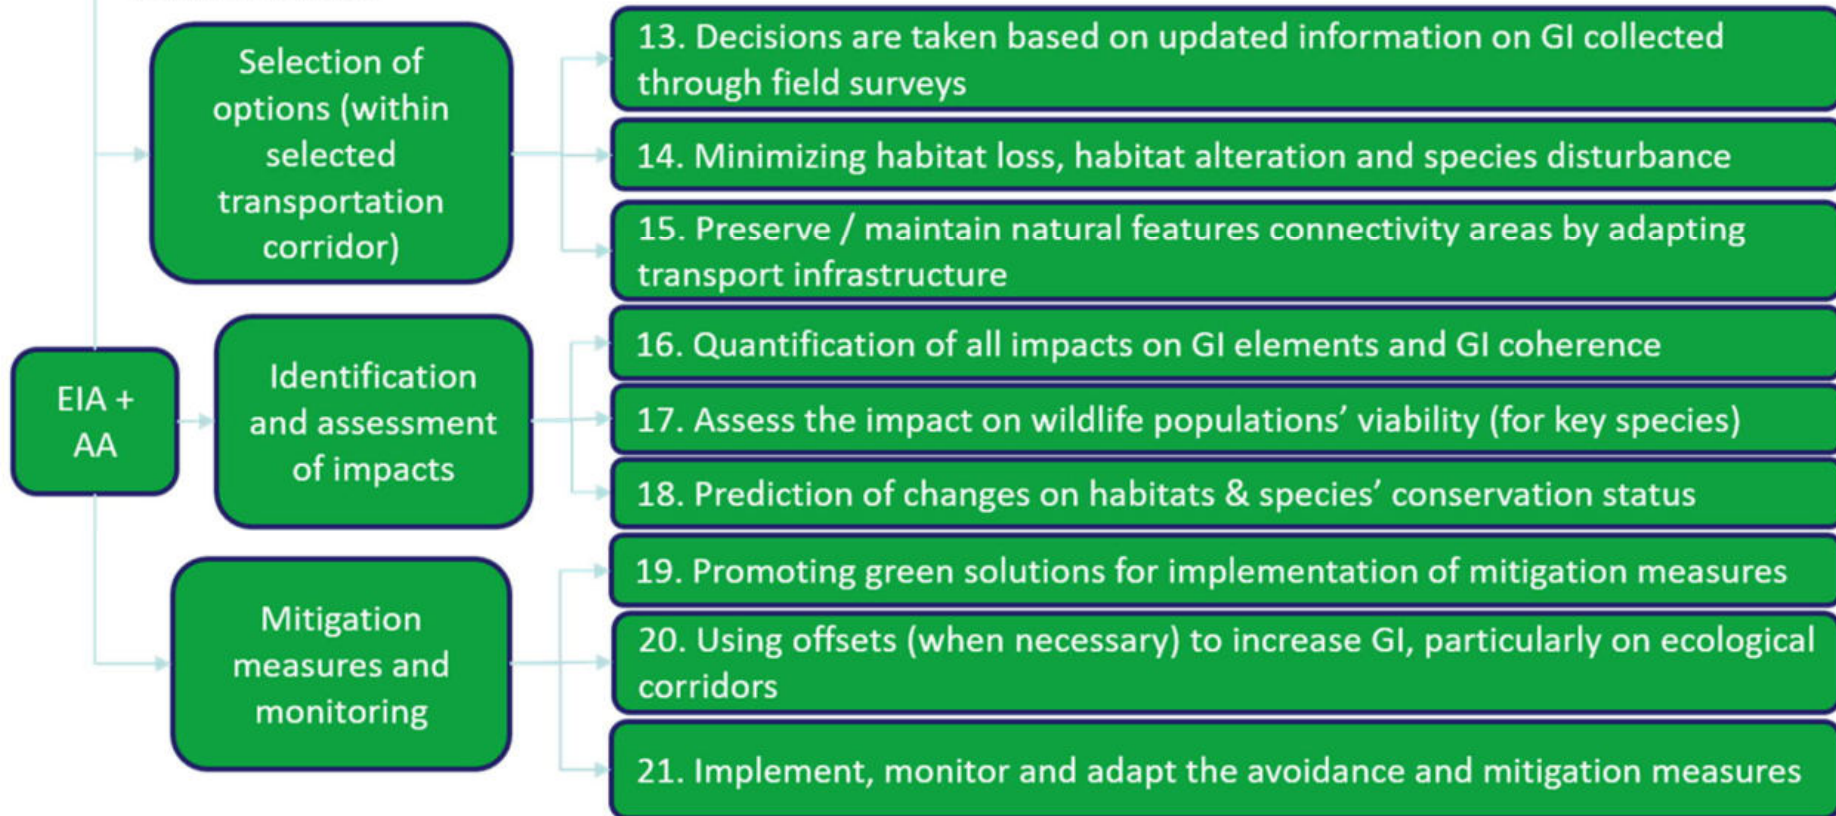 Selection of
options (within
selected
transportation
corridor)
13. Decisions are taken based on updated information on GI collected
through field surveys
14. Minimizing habitat loss, habitat alteration and species disturbance
15. Preserve / maintain natural features connectivity areas by adapting
transport infrastructure
EIA +
AA
Identification
and assessment
of impacts
16. Quantification of all impacts on GI elements and GI coherence
17. Assess the impact on wildlife populations’ viability (for key species)
18. Prediction of changes on habitats & species’ conservation status
Mitigation
measures and
monitoring
19. Promoting green solutions for implementation of mitigation measures
20. Using offsets (when necessary) to increase GI, particularly on ecological
corridors
21. Implement, monitor and adapt the avoidance and mitigation measures